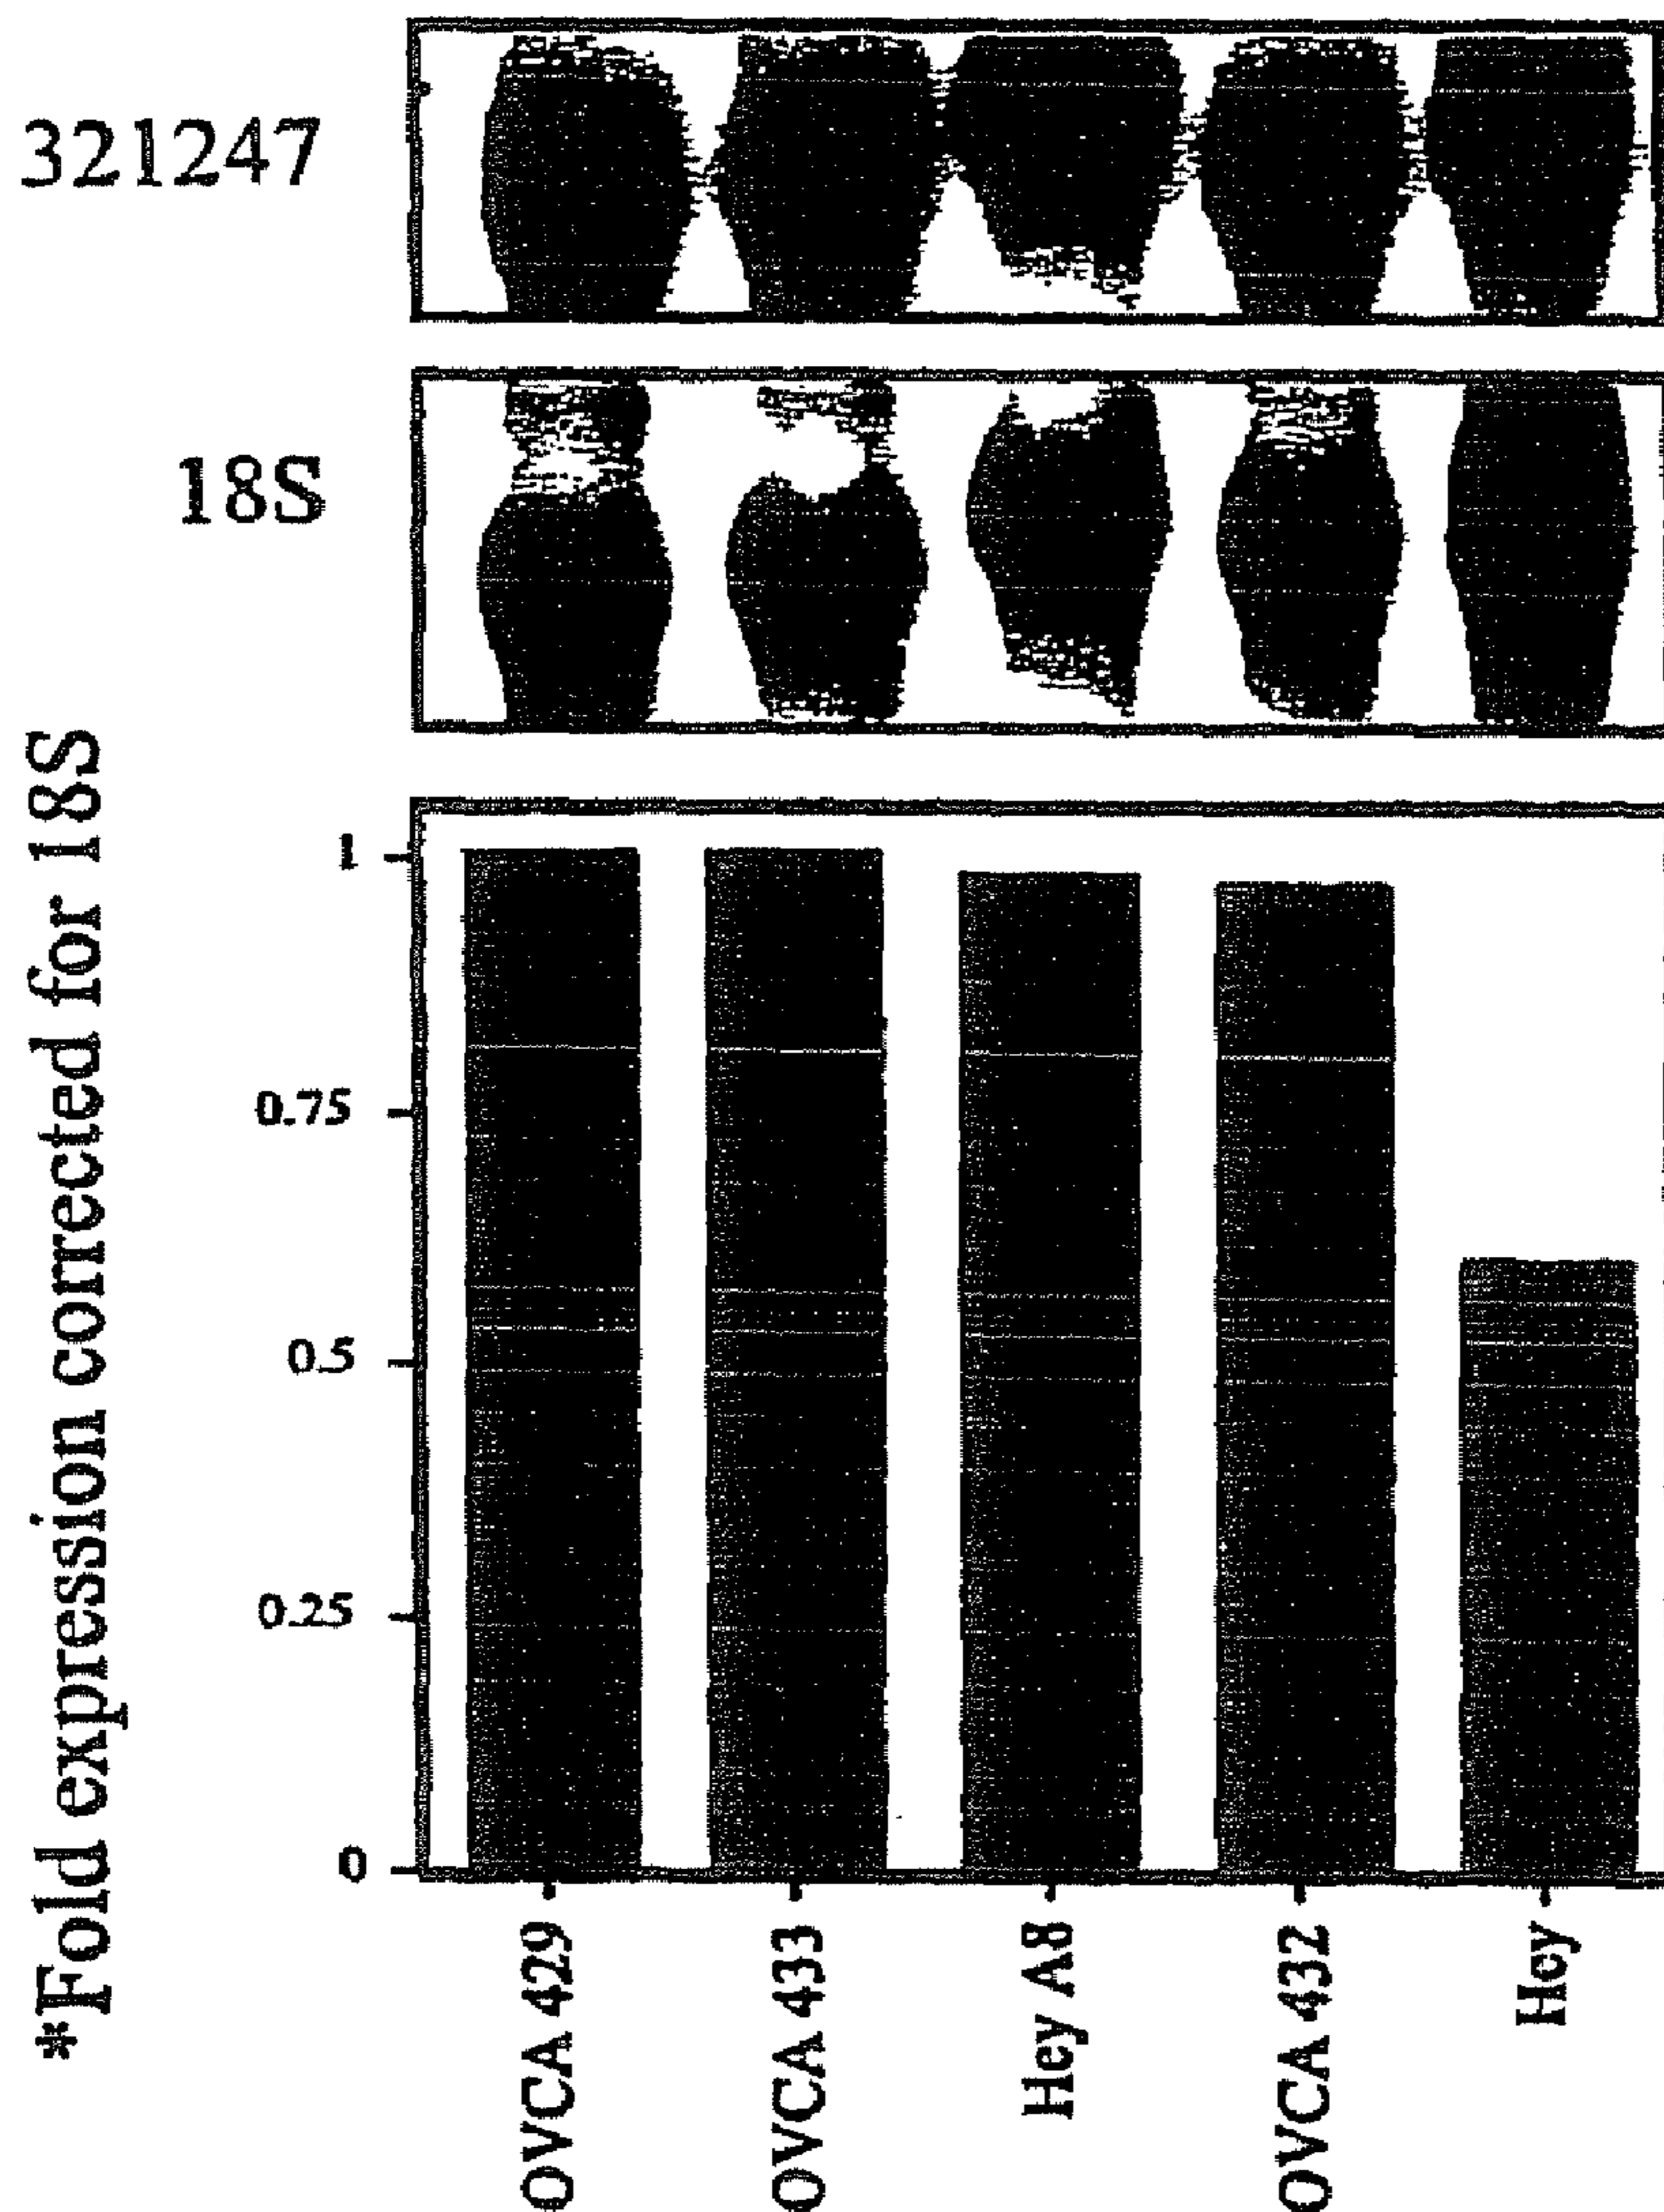 321247
18S
*Fold expression corrected for 18S
1
0.75
0.5
0.25
0
OVCA 429
OVCA 433
Hey A8
OVCA 432
Hey